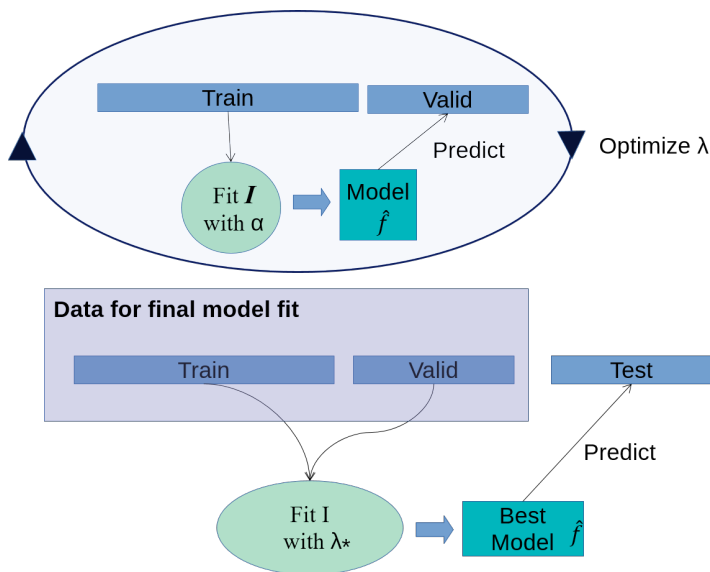 Train
Valid
Predict
Optimize λ
Fit I
with α
Model
f̂
Data for final model fit
Train
Valid
Test
Predict
Fit I
with λ*
Best
Model f̂